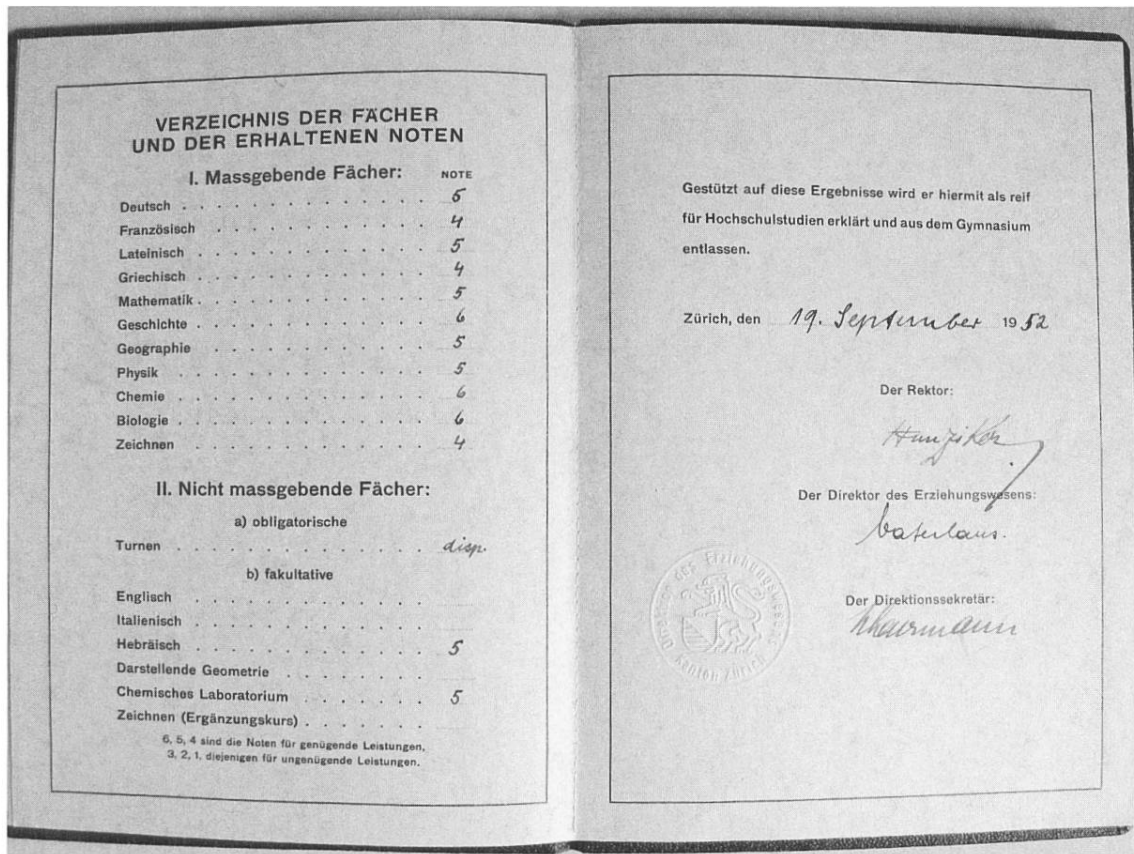 VERZEICHNIS DER FÄCHER
UND DER ERHALTENEN NOTEN
I. Massgebende Fächer: NOTE
Deutsch . . . . . . . . . . . . . 5
Französisch . . . . . . . . . . . . 4
Lateinisch . . . . . . . . . . . . . 5
Griechisch . . . . . . . . . . . . . 4
Mathematik . . . . . . . . . . . . . 5
Geschichte . . . . . . . . . . . . . 6
Geographie . . . . . . . . . . . . 5
Physik . . . . . . . . . . . . . 5
Chemie . . . . . . . . . . . . . 6
Biologie . . . . . . . . . . . . . 6
Zeichnen . . . . . . . . . . . . 4
II. Nicht massgebende Fächer:
a) obligatorische
Turnen . . . . . . . . . . . . . disp.
b) fakultative
Englisch . . . . . . . . . . . . .
Italienisch . . . . . . . . . . . . .
Hebräisch . . . . . . . . . . . . . 5
Darstellende Geometrie . . . . . . . .
Chemisches Laboratorium . . . . . . . 5
Zeichnen (Ergänzungskurs) . . . . . . .
6, 5, 4 sind die Noten für genügende Leistungen,
3, 2, 1, diejenigen für ungenügende Leistungen.
Gestützt auf diese Ergebnisse wird er hiermit als reif
für Hochschulstudien erklärt und aus dem Gymnasium
entlassen.
Zürich, den 19. September 1952
Der Rektor:
Hunziker
Der Direktor des Erziehungswesens:
Vaterlaus.
Der Direktionssekretär:
Direktion des Erziehungswesens
Kanton Zürich